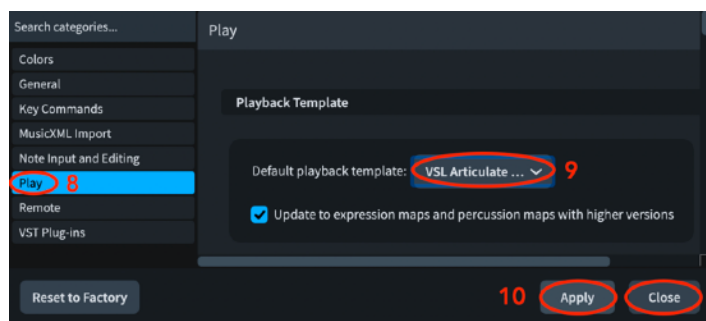 Search categories...
Play
Colors
General
Key Commands
MusicXML Import
Note Input and Editing
Play 8
Remote
VST Plug-ins
Playback Template
Default playback template: VSL Articulate ... 9
Update to expression maps and percussion maps with higher versions
Reset to Factory
10 Apply Close